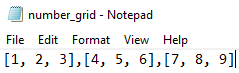 number_grid - Notepad
File Edit Format View Help
[1, 2, 3],[4, 5, 6],[7, 8, 9]